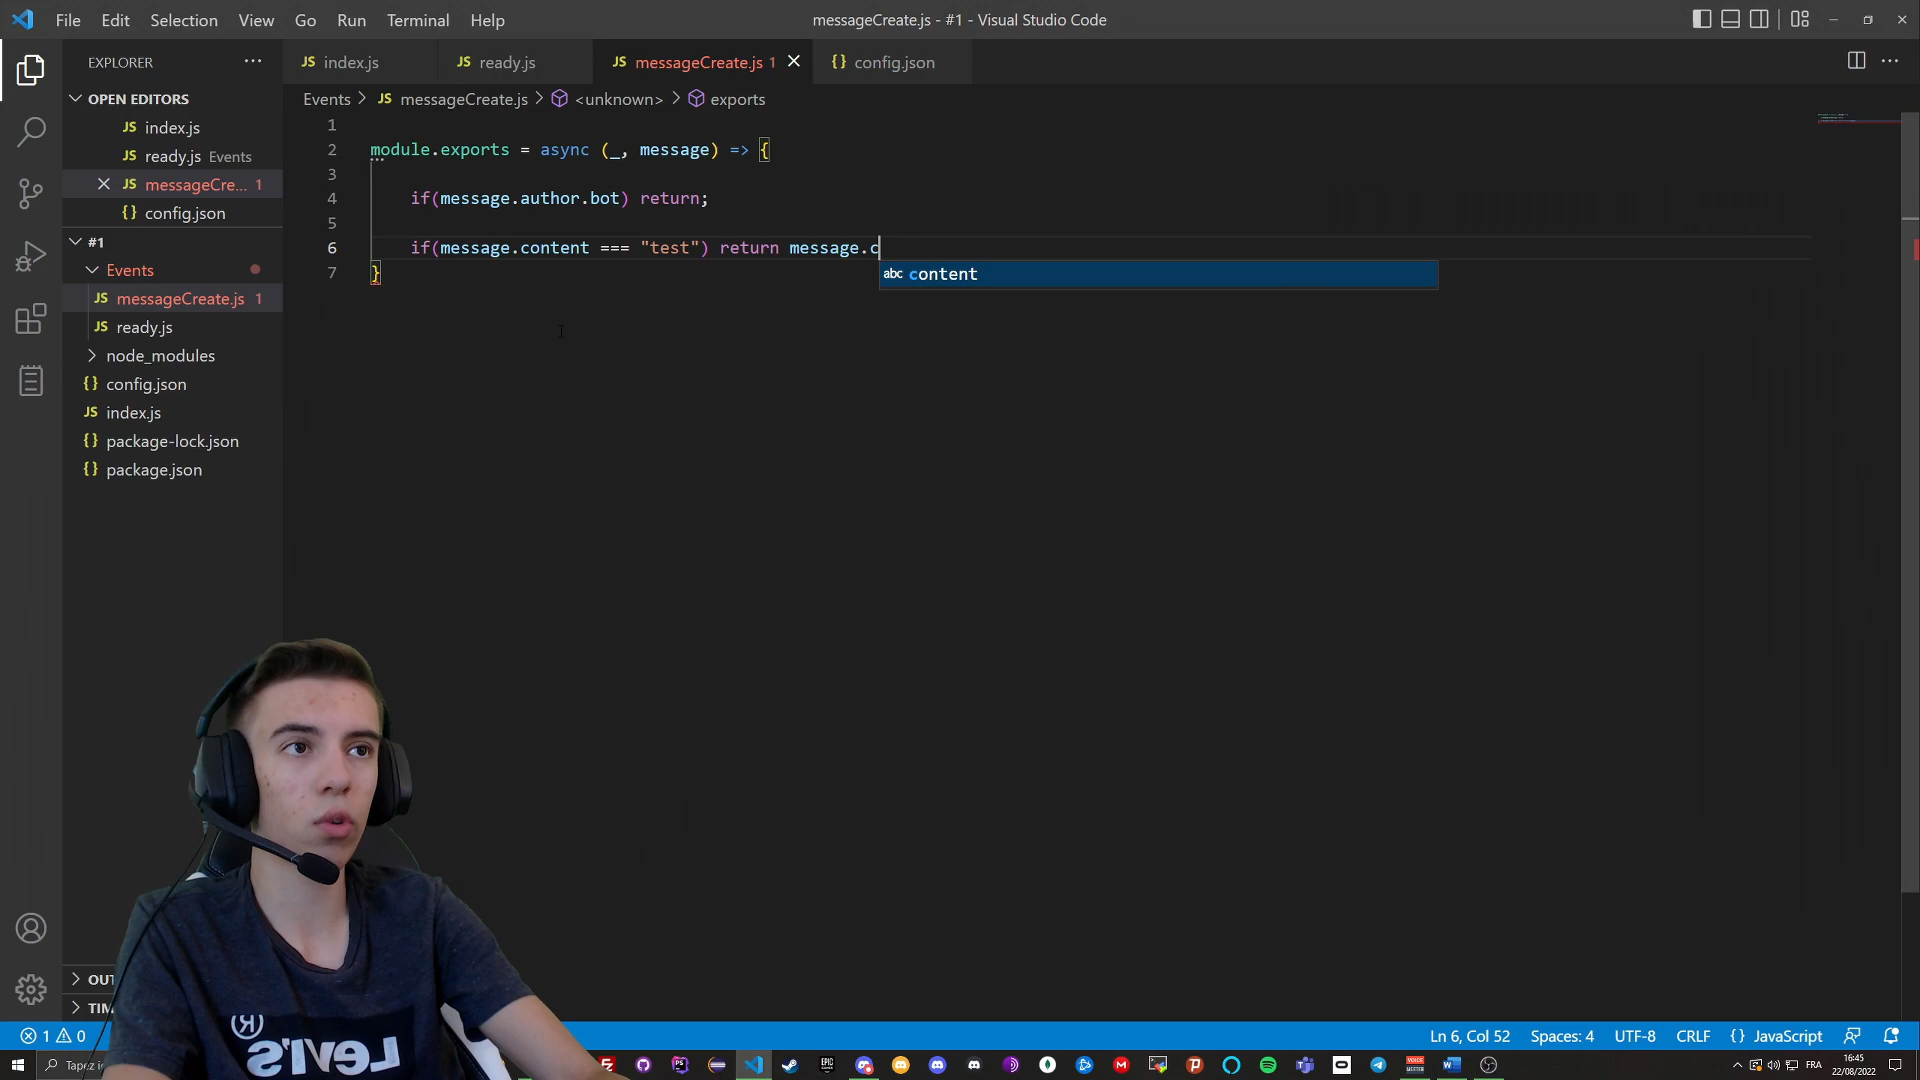 File Edit Selection View Go Run Terminal Help
messageCreate.js - #1 - Visual Studio Code
EXPLORER
JS index.js
JS ready.js
JS messageCreate.js 1
{} config.json
OPEN EDITORS
JS index.js
JS ready.js Events
JS messageCre... 1
{} config.json
#1
Events
JS messageCreate.js 1
JS ready.js
node_modules
{} config.json
JS index.js
{} package-lock.json
{} package.json
OUT
TIM
Events > JS messageCreate.js > <unknown> > exports
1
2 module.exports = async (_, message) => {
3
4 if(message.author.bot) return;
5
6 if(message.content === "test") return message.c
7 }
abc content
LEVI'S
(R)
1 0
Ln 6, Col 52 Spaces: 4 UTF-8 CRLF {} JavaScript
Tapez ic
FRA
16:45
22/08/2022